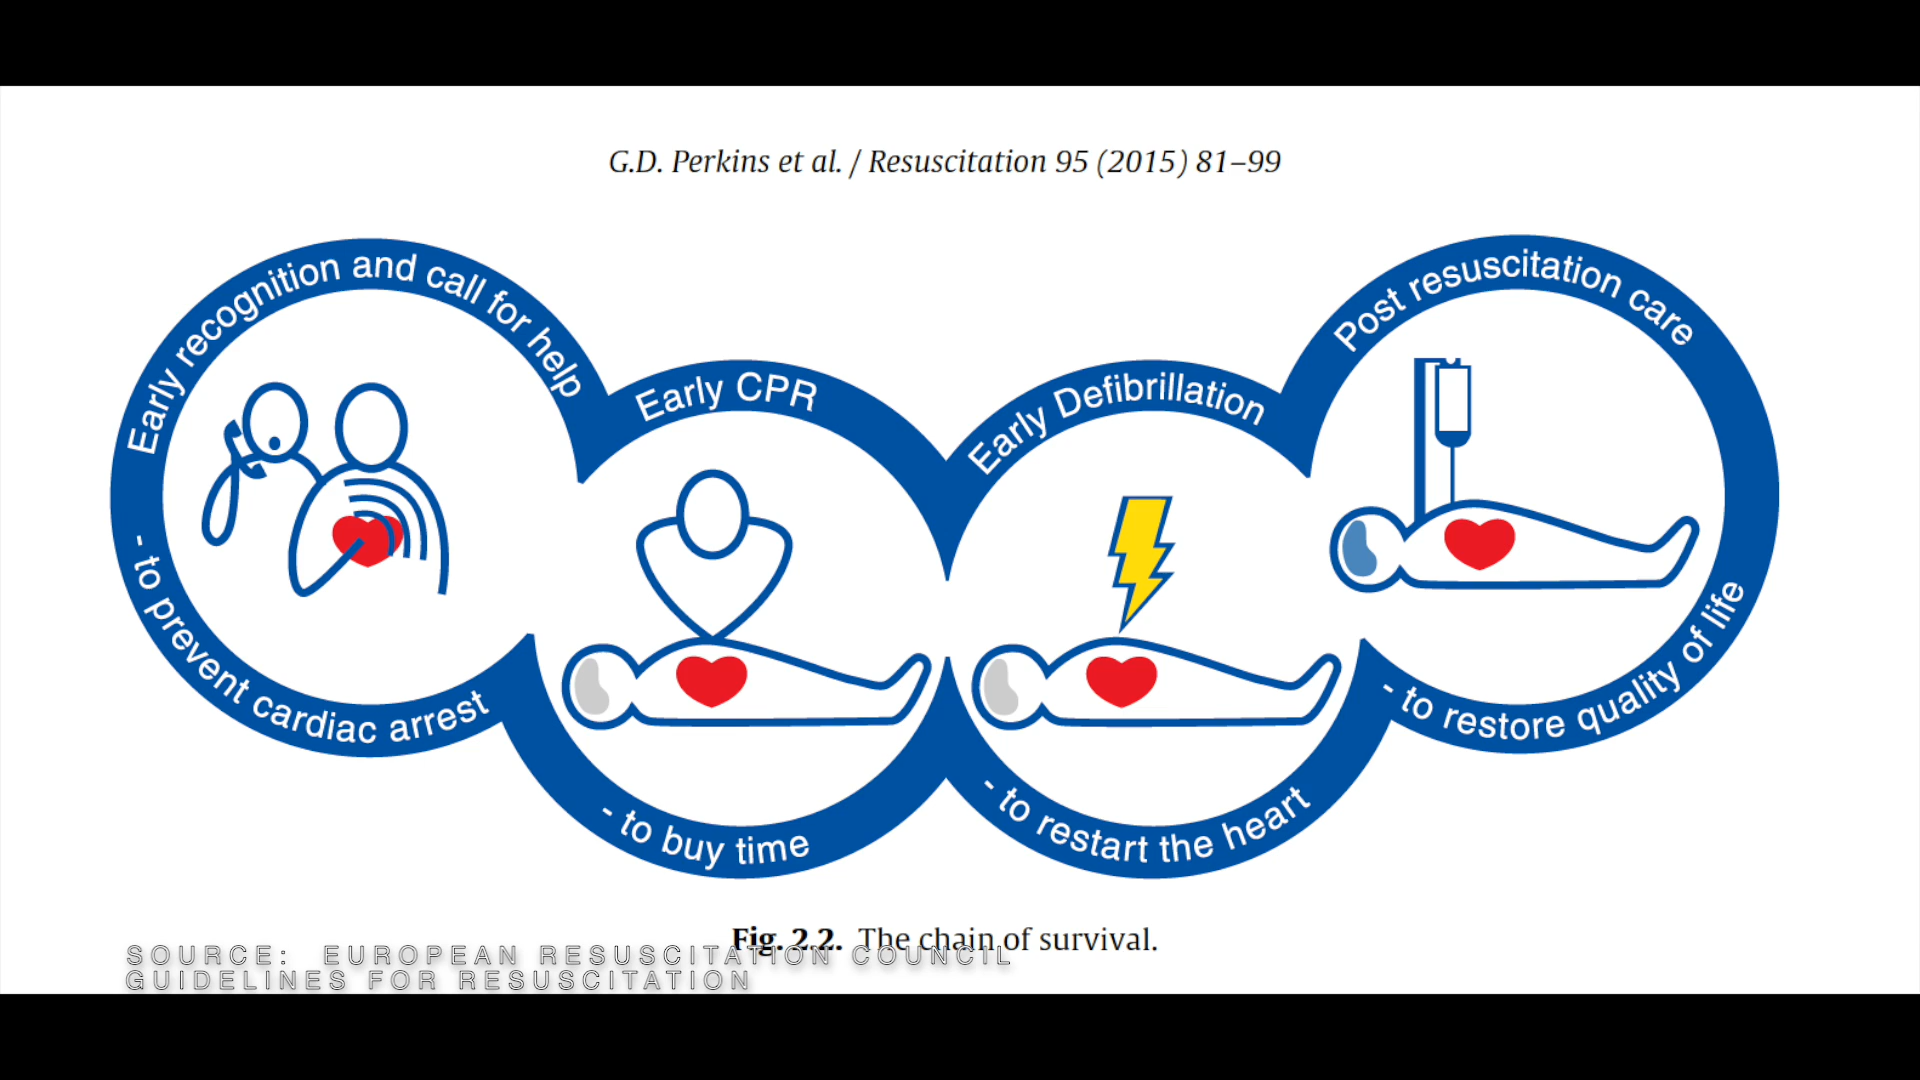 G.D. Perkins et al. / Resuscitation 95 (2015) 81–99
Early recognition and call for help
- to prevent cardiac arrest
Early CPR
- to buy time
Early Defibrillation
- to restart the heart
Post resuscitation care
- to restore quality of life
Fig. 2.2. The chain of survival.
SOURCE: EUROPEAN RESUSCITATION COUNCIL
GUIDELINES FOR RESUSCITATION